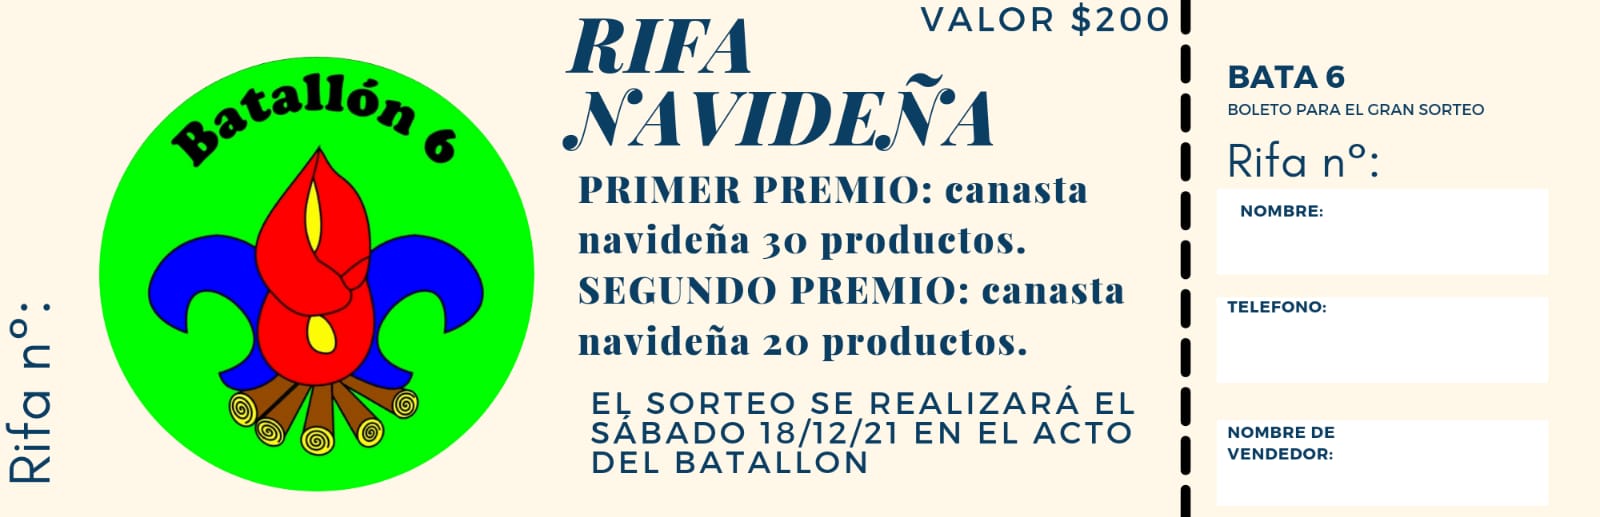 Rifa n°:
Batallón 6
VALOR $200
RIFA
NAVIDEÑA
PRIMER PREMIO: canasta
navideña 30 productos.
SEGUNDO PREMIO: canasta
navideña 20 productos.
EL SORTEO SE REALIZARÁ EL
SÁBADO 18/12/21 EN EL ACTO
DEL BATALLON
BATA 6
BOLETO PARA EL GRAN SORTEO
Rifa n°:
NOMBRE:
TELEFONO:
NOMBRE DE
VENDEDOR: